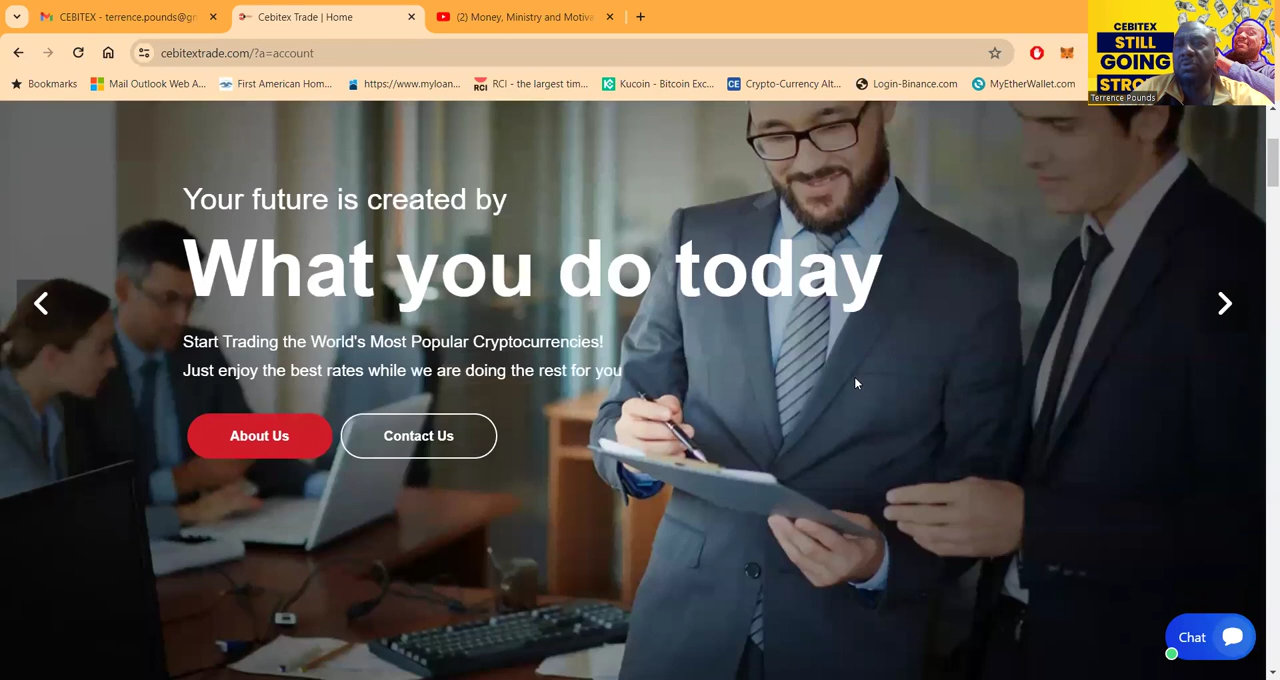 CEBITEX - terrence.pounds@gr
Cebitex Trade | Home
(2) Money, Ministry and Motiva
cebitextrade.com/?a=account
Bookmarks
Mail Outlook Web A...
First American Hom...
https://www.myloan...
RCI
RCI - the largest tim...
Kucoin - Bitcoin Exc...
CE
Crypto-Currency Alt...
Login-Binance.com
MyEtherWallet.com
CEBITEX
STILL
GOING
STRO
Terrence Pounds
Your future is created by
What you do today
Start Trading the World's Most Popular Cryptocurrencies!
Just enjoy the best rates while we are doing the rest for you
About Us
Contact Us
Chat